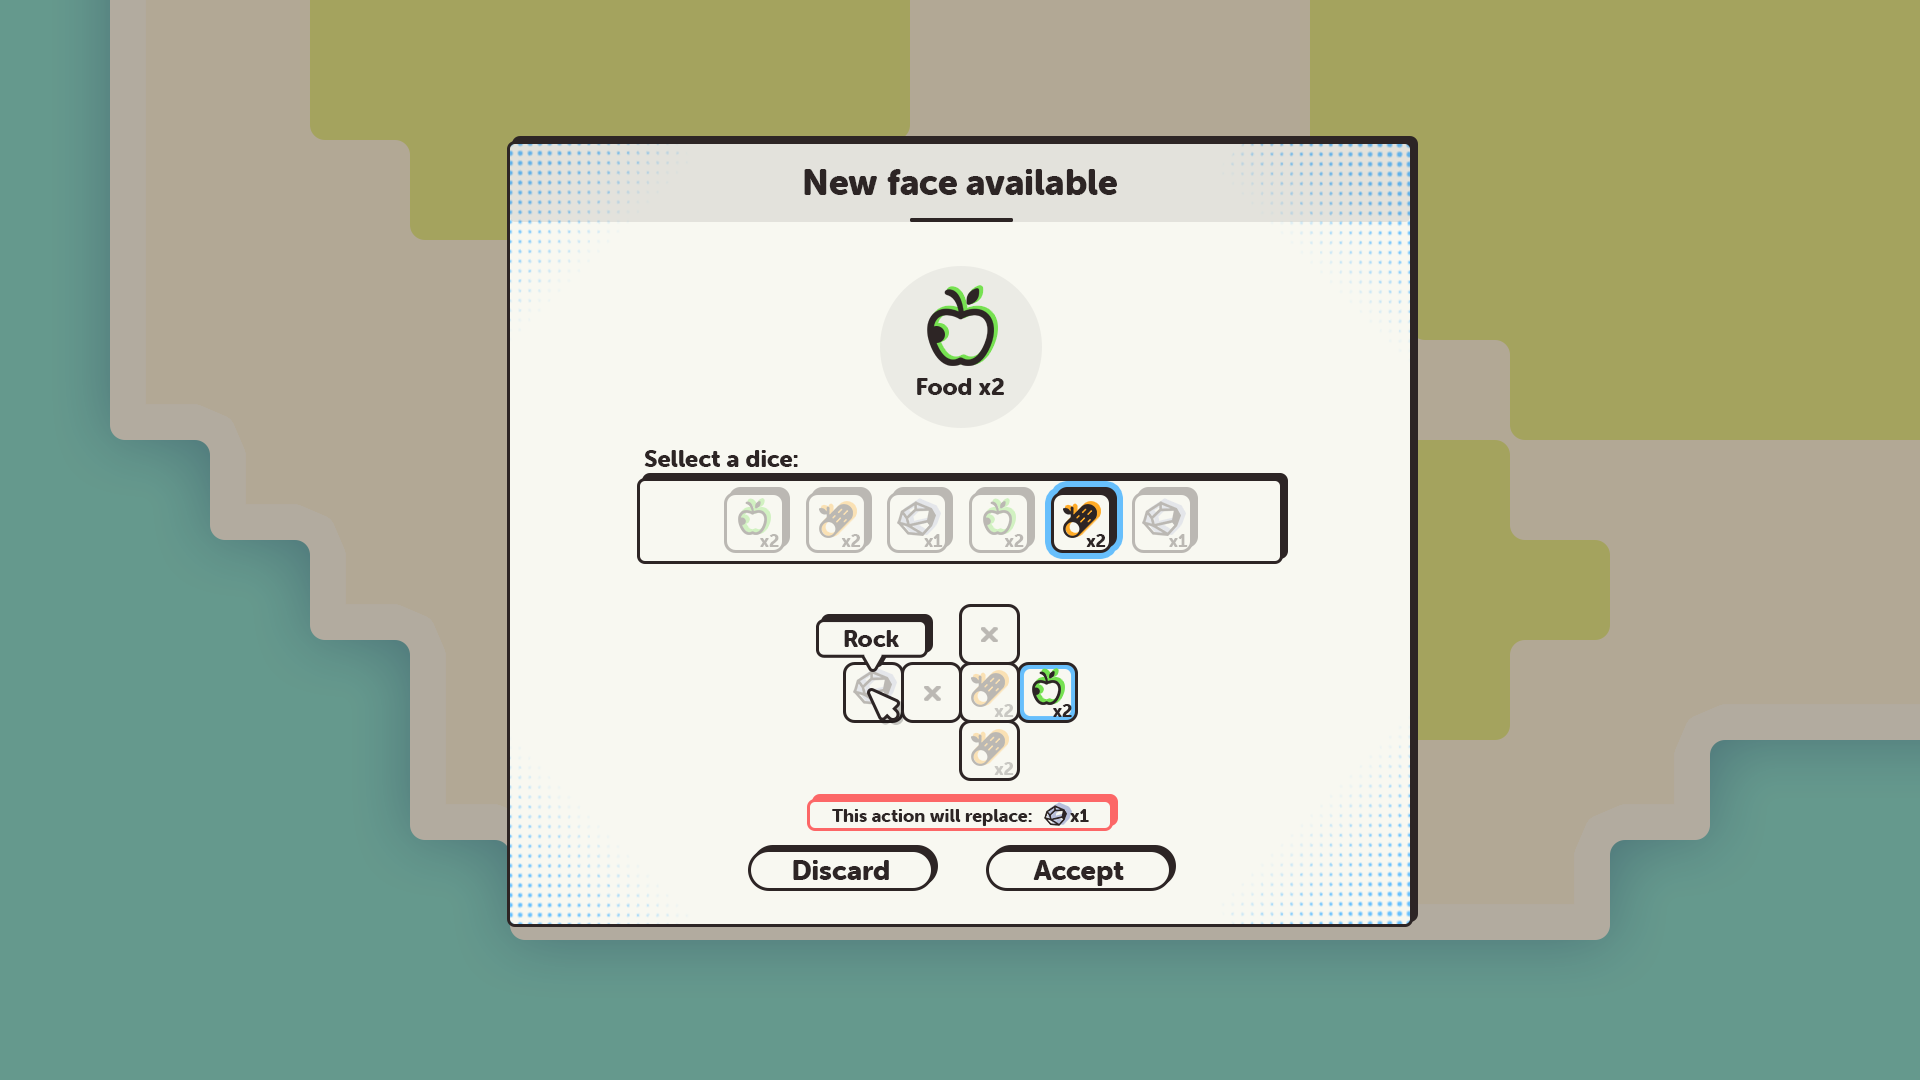 New face available
Food x2
Sellect a dice:
x2 x2 x1 x2 x2 x1
Rock
x2 x2
x2
This action will replace: x1
Discard Accept